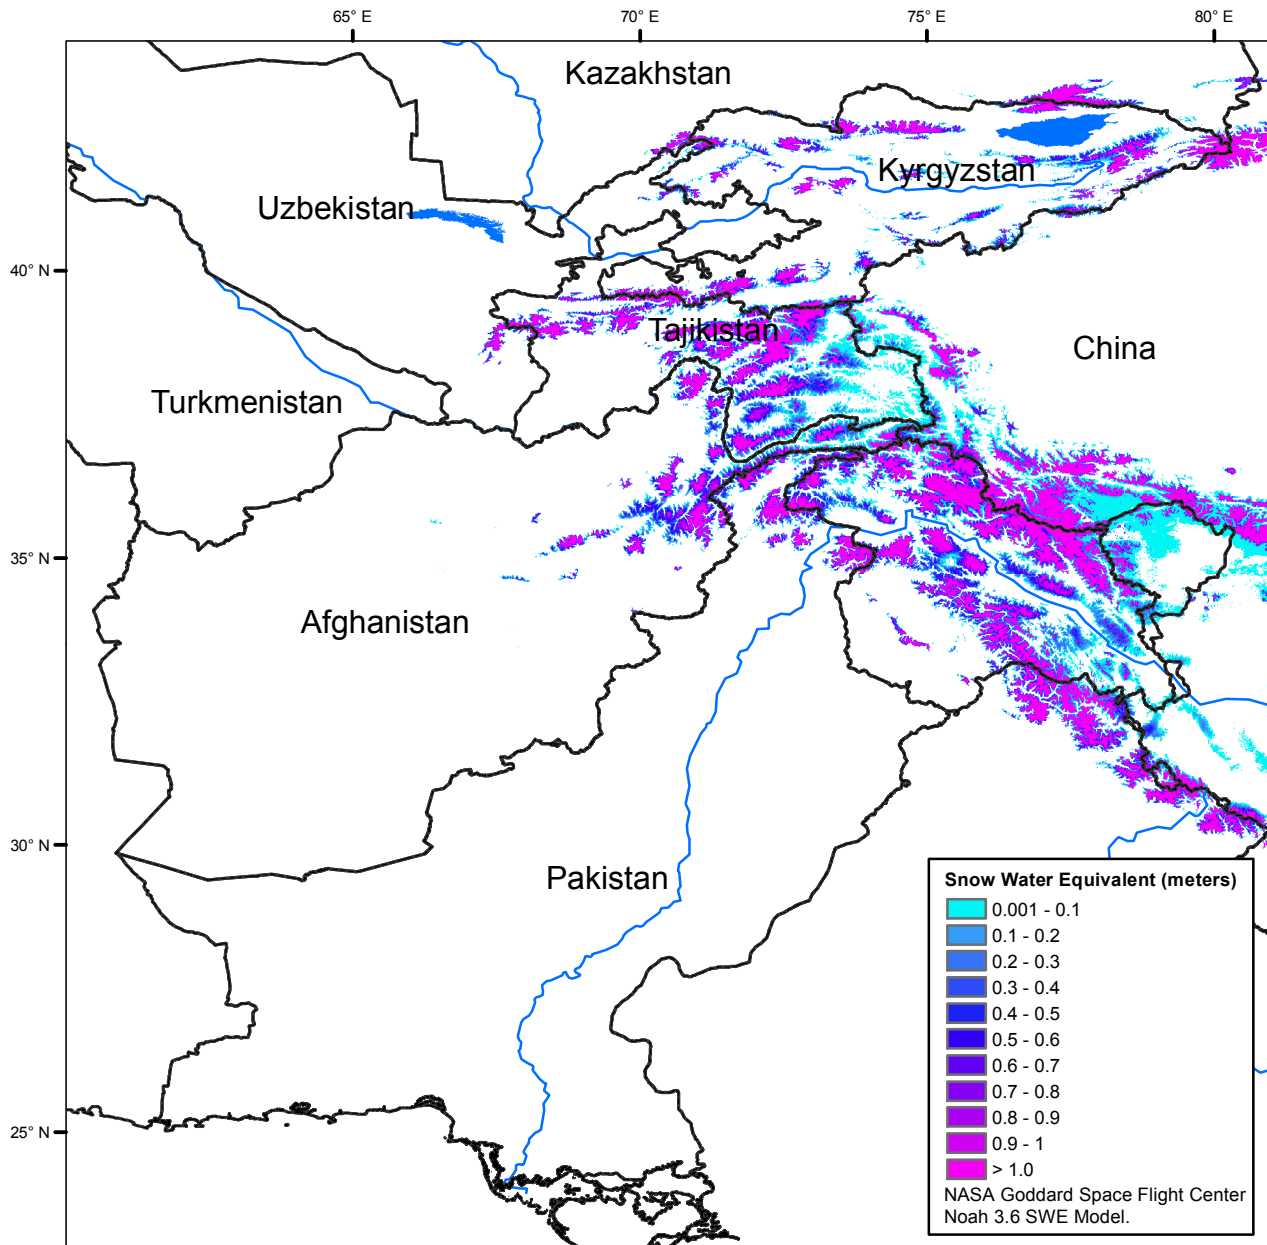 65° E
70° E
75° E
80° E
Kazakhstan
Kyrgyzstan
Uzbekistan
40° N
Tajikistan
China
Turkmenistan
35° N
Afghanistan
30° N
Pakistan
25° N
Snow Water Equivalent (meters)
0.001 - 0.1
0.1 - 0.2
0.2 - 0.3
0.3 - 0.4
0.4 - 0.5
0.5 - 0.6
0.6 - 0.7
0.7 - 0.8
0.8 - 0.9
0.9 - 1
> 1.0
NASA Goddard Space Flight Center
Noah 3.6 SWE Model.